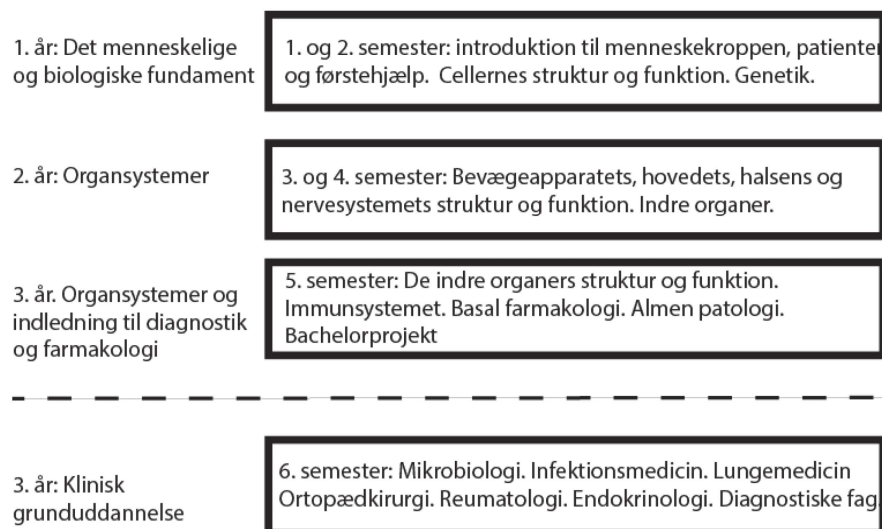 1. år: Det menneskelige
og biologiske fundament
1. og 2. semester: introduktion til menneskekroppen, patienter
og førstehjælp. Cellernes struktur og funktion. Genetik.
2. år: Organsystemer
3. og 4. semester: Bevægeapparatets, hovedets, halsens og
nervesystemets struktur og funktion. Indre organer.
3. år. Organsystemer og
indledning til diagnostik
og farmakologi
5. semester: De indre organers struktur og funktion.
Immunsystemet. Basal farmakologi. Almen patologi.
Bachelorprojekt
3. år: Klinisk
grunduddannelse
6. semester: Mikrobiologi. Infektionsmedicin. Lungemedicin
Ortopædkirurgi. Reumatologi. Endokrinologi. Diagnostiske fag.